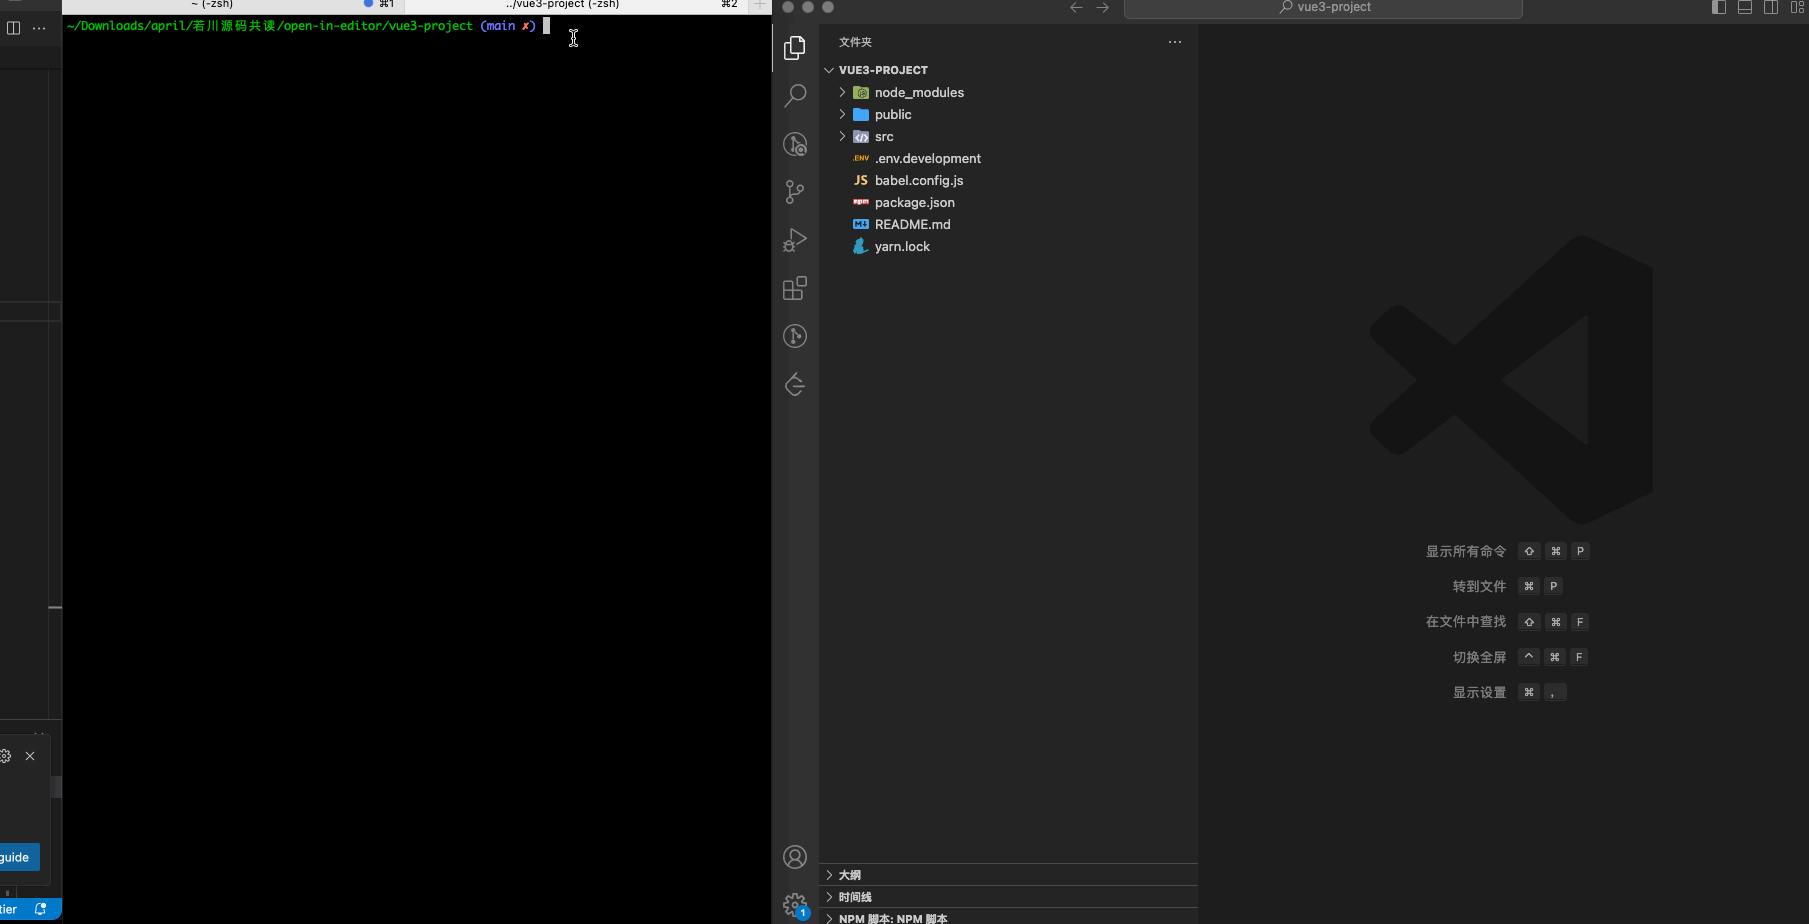 ~ (-zsh)
⌘1
../vue3-project (-zsh)
⌘2
~/Downloads/april/若川源码共读/open-in-editor/vue3-project (main ✗)
guide
tier
vue3-project
文件夹
VUE3-PROJECT
node_modules
public
src
.ENV .env.development
JS babel.config.js
npm package.json
M↓ README.md
yarn.lock
显示所有命令 ⇧ ⌘ P
转到文件 ⌘ P
在文件中查找 ⇧ ⌘ F
切换全屏 ^ ⌘ F
显示设置 ⌘ ,
1
大纲
时间线
NPM 脚本: NPM 脚本